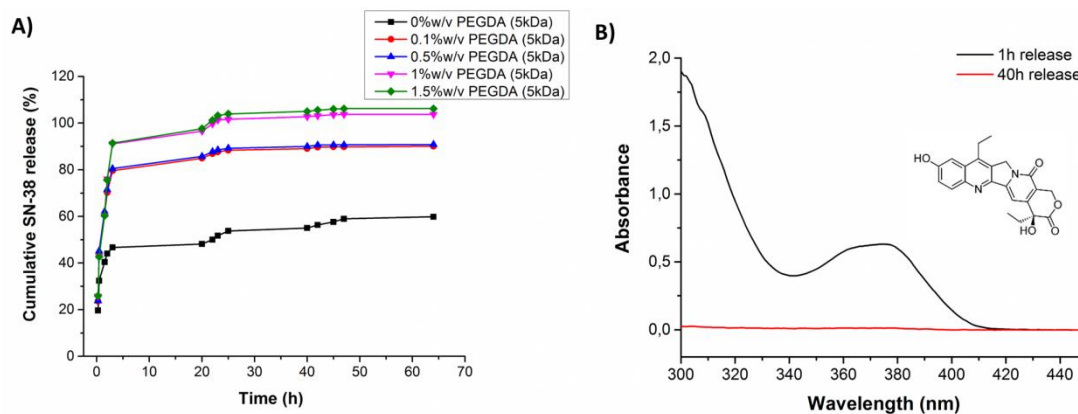 A)
0%w/v PEGDA (5kDa)
0.1%w/v PEGDA (5kDa)
0.5%w/v PEGDA (5kDa)
1%w/v PEGDA (5kDa)
1.5%w/v PEGDA (5kDa)
Cumulative SN-38 release (%)
120
100
80
60
40
20
0
0 10 20 30 40 50 60 70
Time (h)
B)
1h release
40h release
Absorbance
2,0
1,5
1,0
0,5
0,0
HO
N
N
O
O
O
HO
300 320 340 360 380 400 420 440
Wavelength (nm)